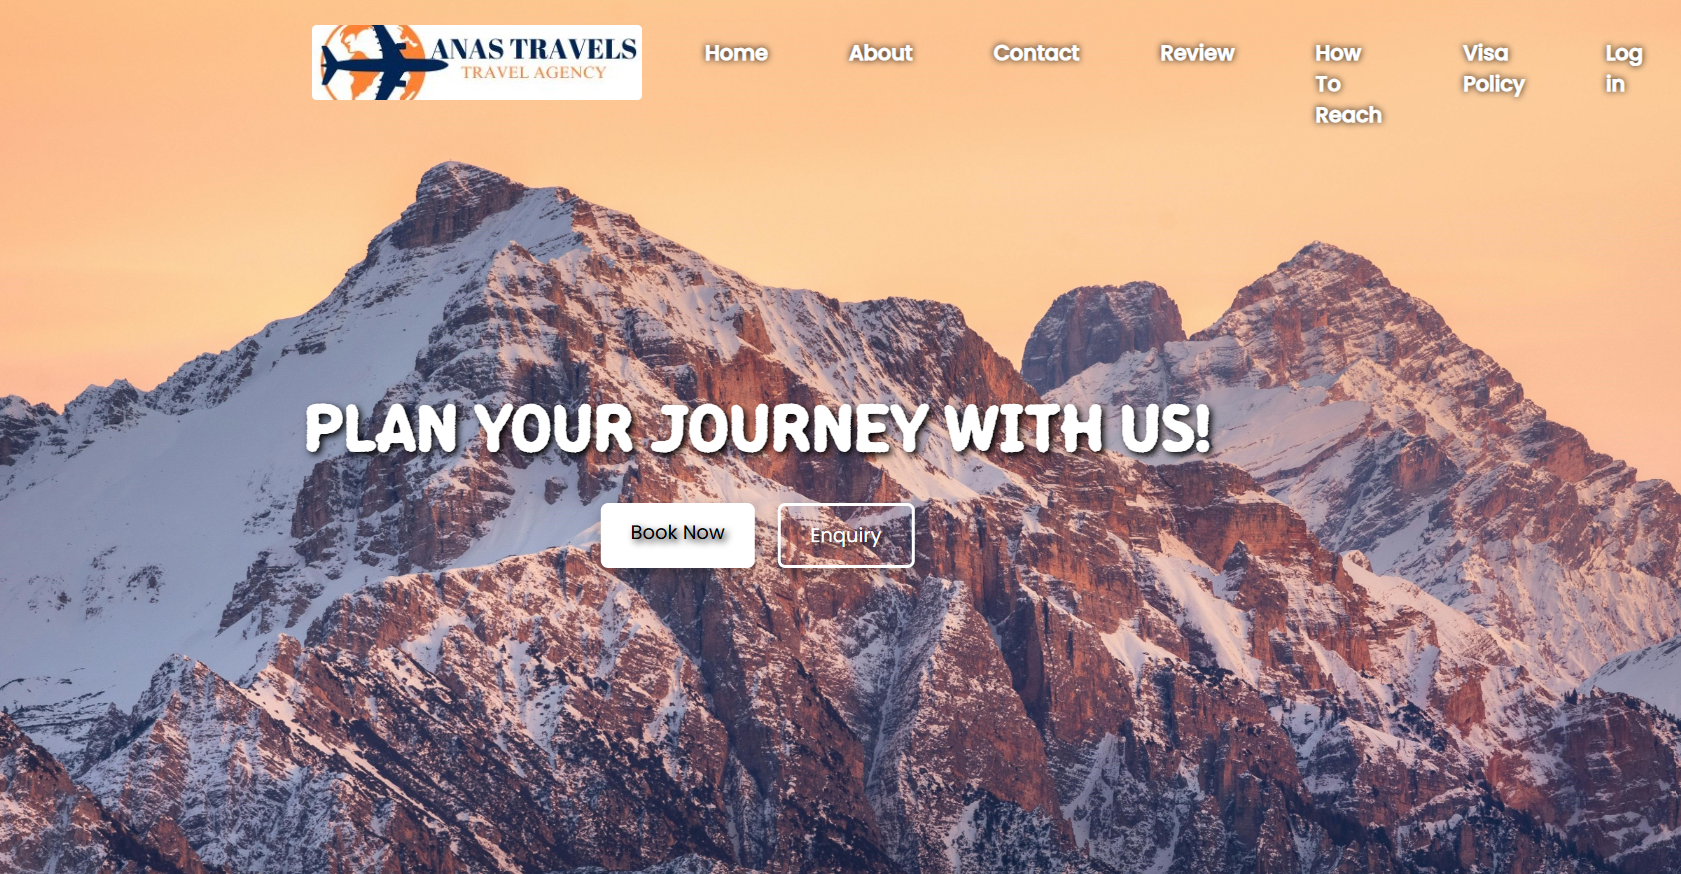 ANAS TRAVELS
TRAVEL AGENCY
Home
About
Contact
Review
How
To
Reach
Visa
Policy
Log
in
PLAN YOUR JOURNEY WITH US!
Book Now
Enquiry